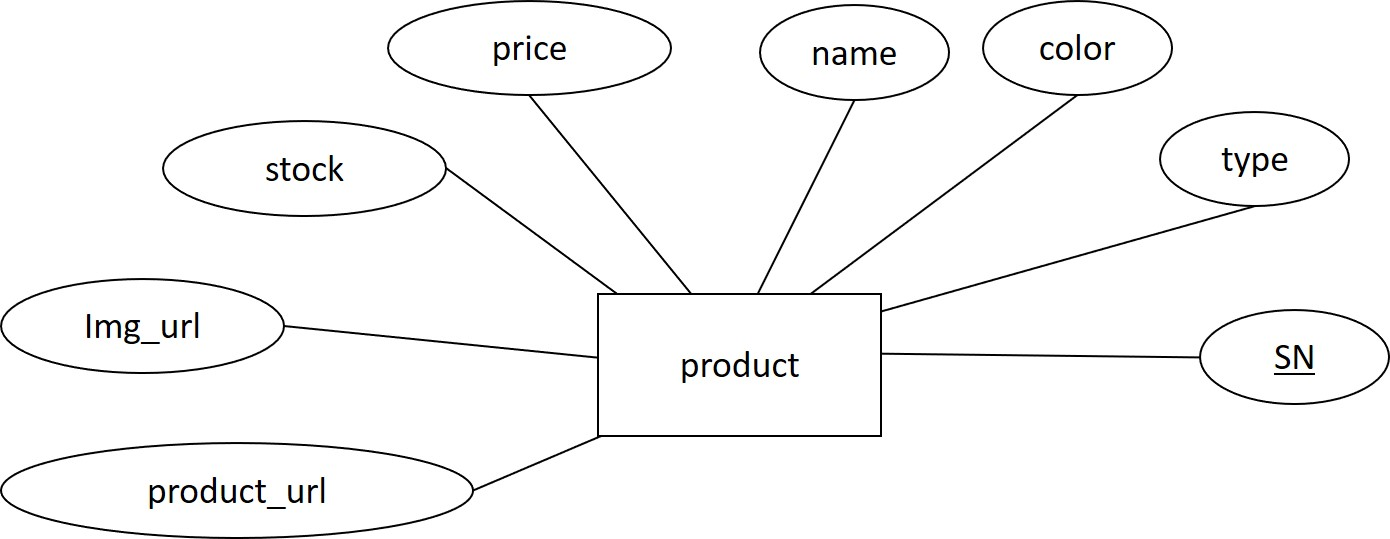 price
name
color
stock
type
Img_url
product
SN
product_url